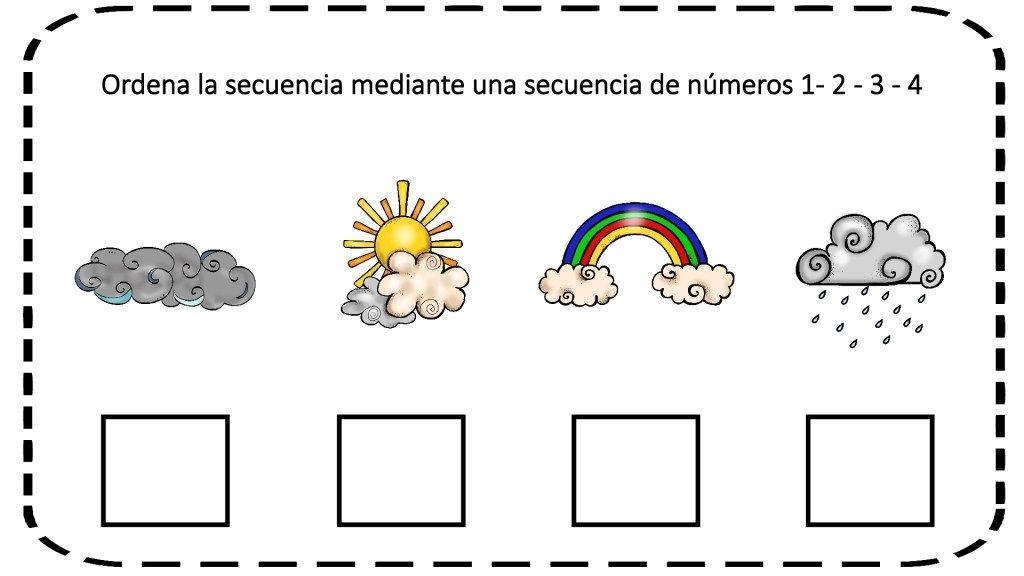 Ordena la secuencia mediante una secuencia de números 1- 2 - 3 - 4